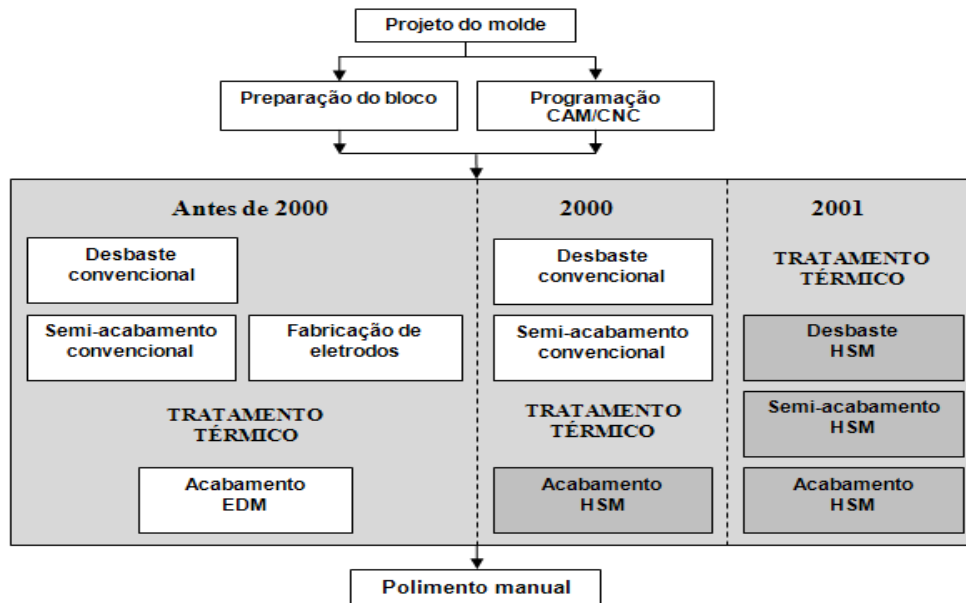 Projeto do molde
Preparação do bloco
Programação
CAM/CNC
Antes de 2000
Desbaste
convencional
Semi-acabamento
convencional
Fabricação de
eletrodos
TRATAMENTO
TÉRMICO
Acabamento
EDM
2000
Desbaste
convencional
Semi-acabamento
convencional
TRATAMENTO
TÉRMICO
Acabamento
HSM
2001
TRATAMENTO
TÉRMICO
Desbaste
HSM
Semi-acabamento
HSM
Acabamento
HSM
Polimento manual